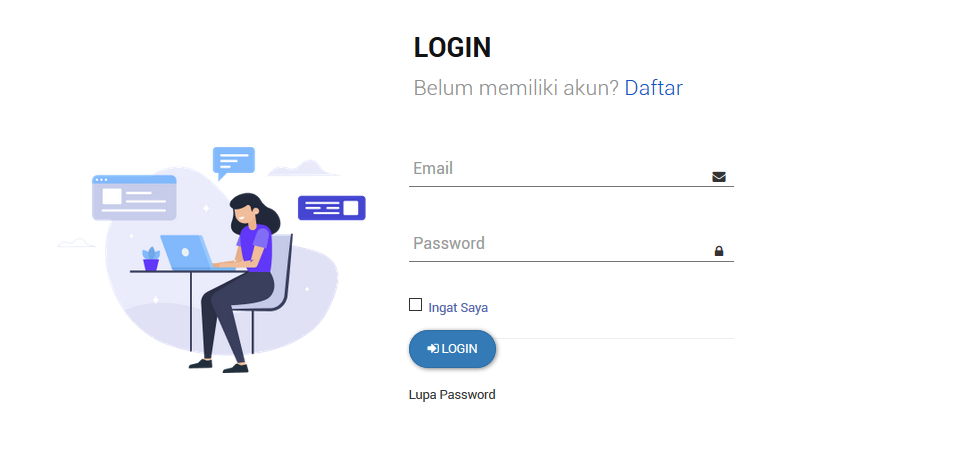 LOGIN
Belum memiliki akun? Daftar
Email
Password
Ingat Saya
LOGIN
Lupa Password